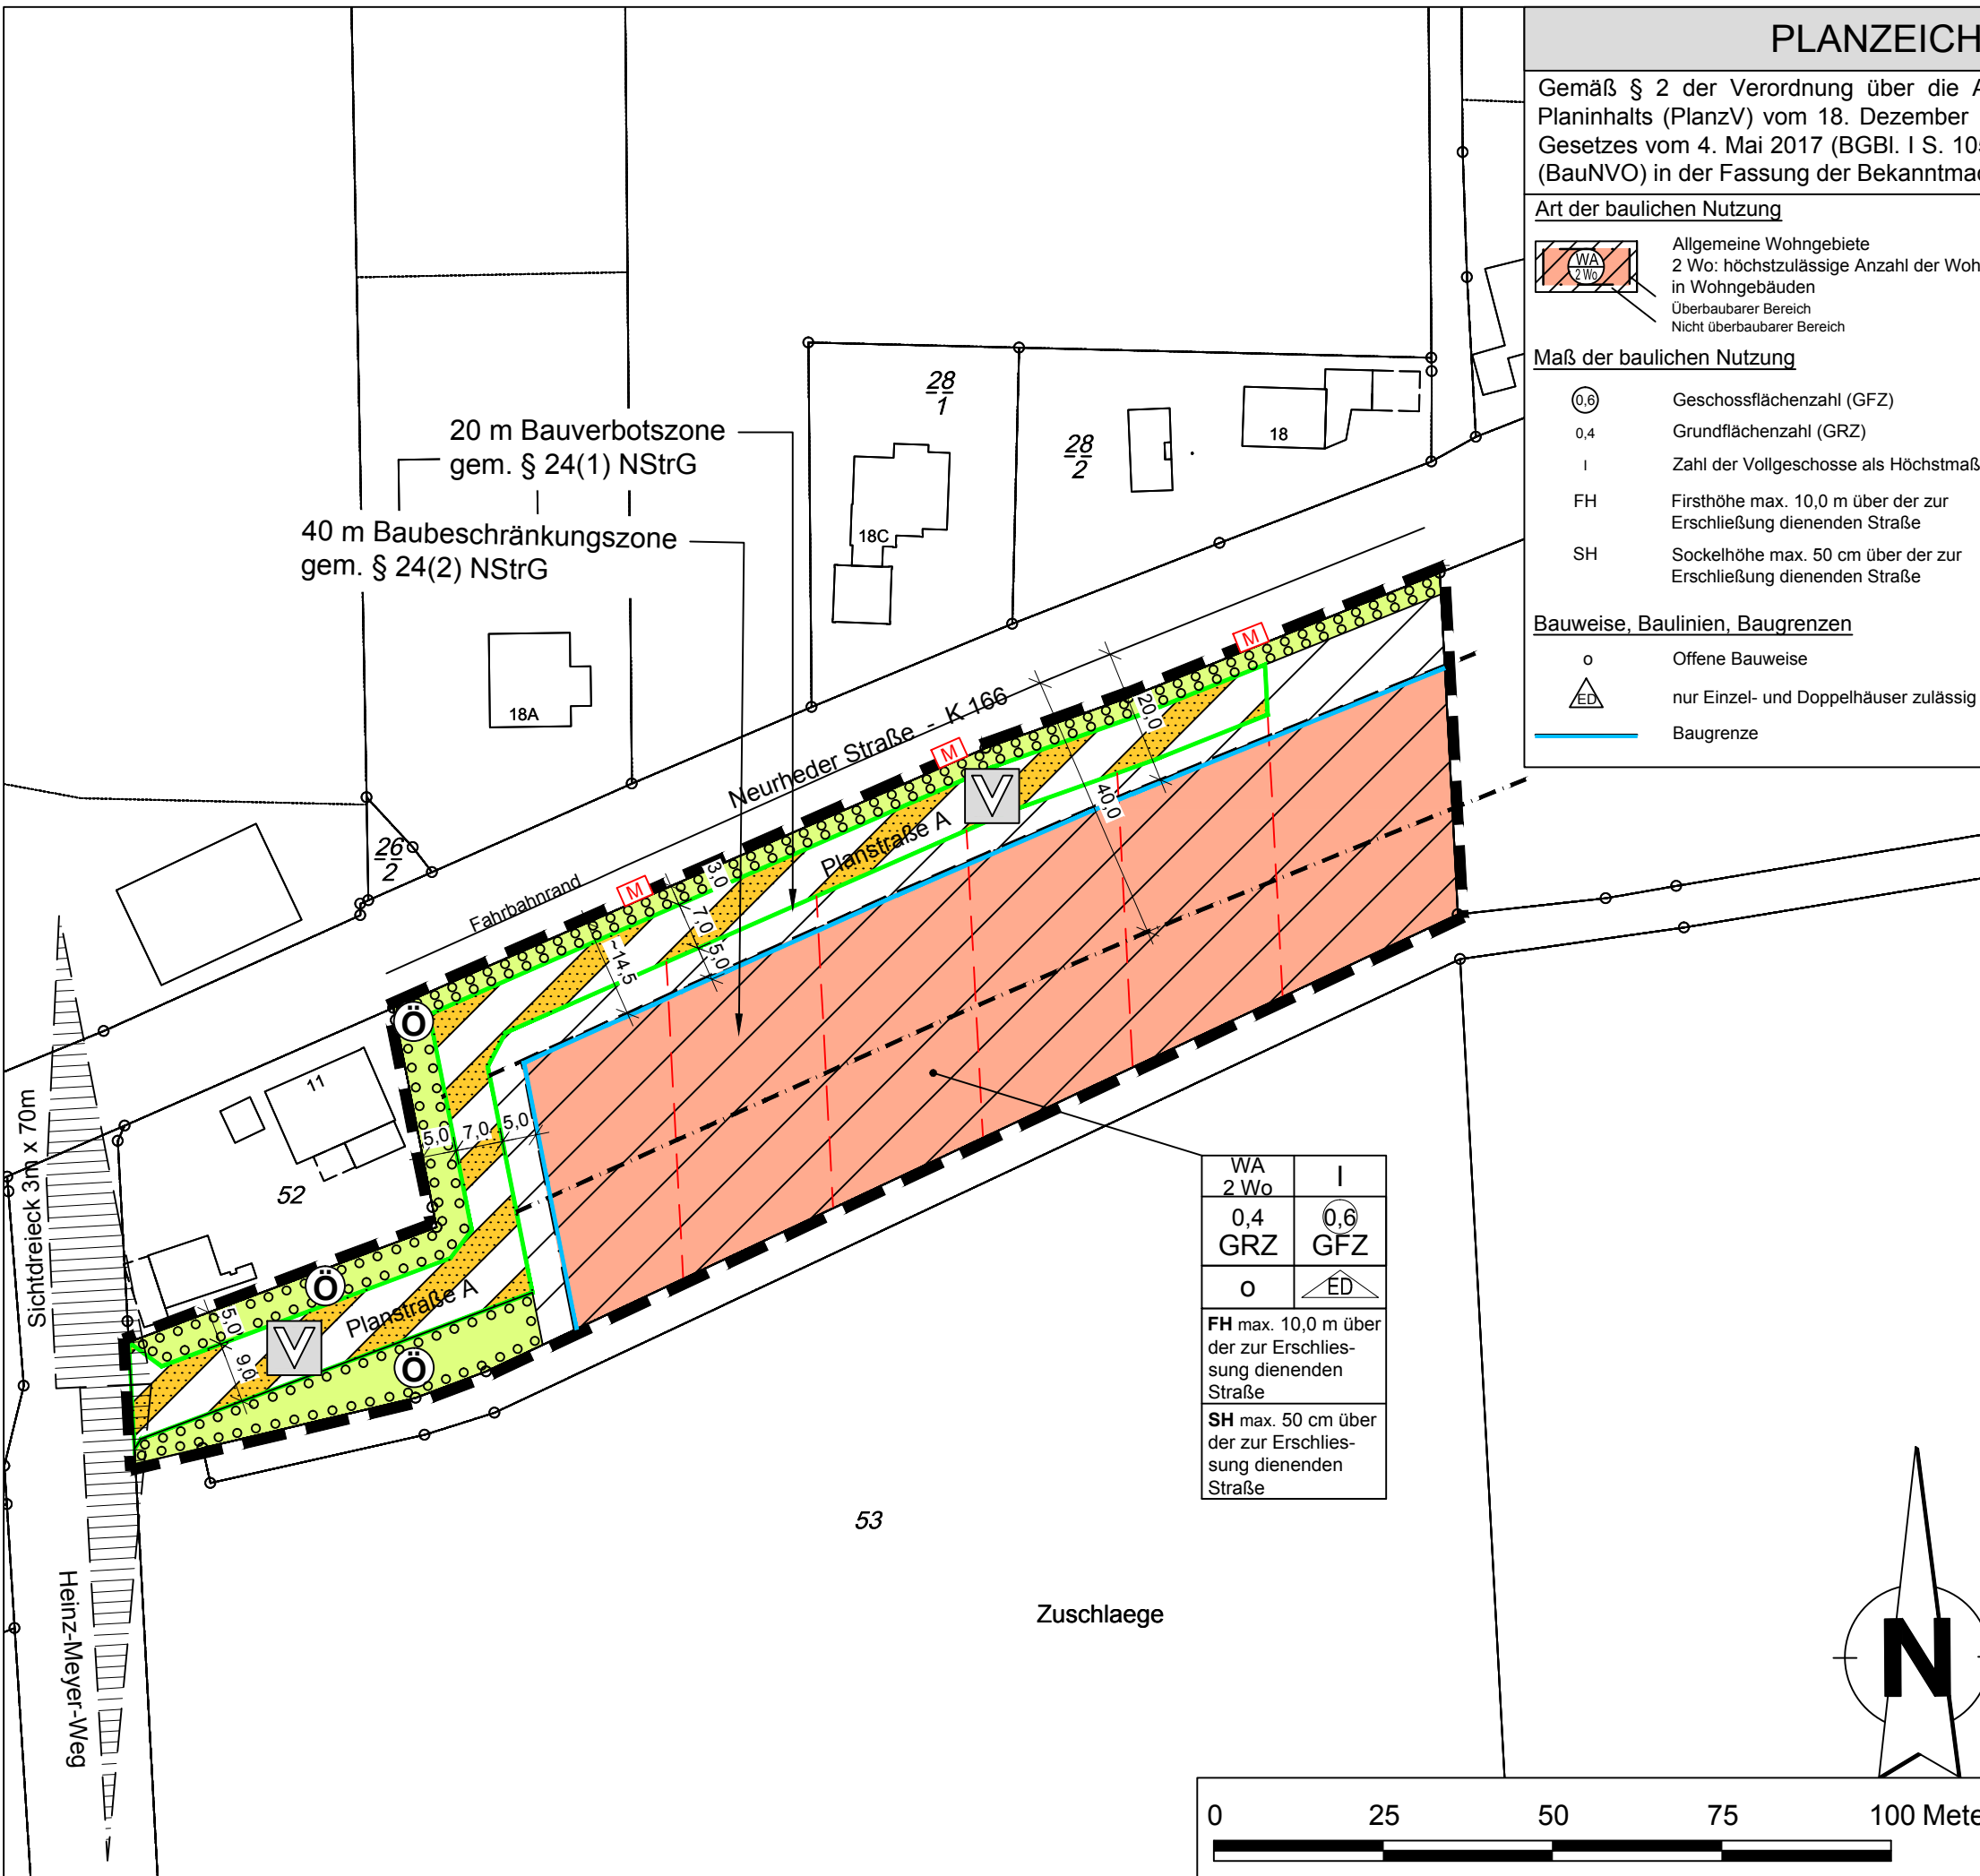 PLANZEICH
Gemäß § 2 der Verordnung über die A
Planinhalts (PlanzV) vom 18. Dezember
Gesetzes vom 4. Mai 2017 (BGBl. I S. 105
(BauNVO) in der Fassung der Bekanntmac
Art der baulichen Nutzung
WA
2 Wo
Allgemeine Wohngebiete
2 Wo: höchstzulässige Anzahl der Woh
in Wohngebäuden
Überbaubarer Bereich
Nicht überbaubarer Bereich
Maß der baulichen Nutzung
0,6 Geschossflächenzahl (GFZ)
0,4 Grundflächenzahl (GRZ)
I Zahl der Vollgeschosse als Höchstmaß
FH Firsthöhe max. 10,0 m über der zur
Erschließung dienenden Straße
SH Sockelhöhe max. 50 cm über der zur
Erschließung dienenden Straße
Bauweise, Baulinien, Baugrenzen
o Offene Bauweise
ED nur Einzel- und Doppelhäuser zulässig
Baugrenze
20 m Bauverbotszone
gem. § 24(1) NStrG
40 m Baubeschränkungszone
gem. § 24(2) NStrG
28
1
28
2
18
18C
18A
26
2
Neurheder Straße - K 166
Fahrbahnrand
M
M
M
Planstraße A
V
20,0
40,0
3,0
7,0
5,0
~14,5
Ö
11
52
5,0
7,0
5,0
Sichtdreieck 3m x 70m
Ö
Planstraße A
V
5,0
9,0
Ö
Heinz-Meyer-Weg
53
Zuschlaege
WA
2 Wo
I
0,4
GRZ
0,6
GFZ
o
ED
FH max. 10,0 m über
der zur Erschlies-
sung dienenden
Straße
SH max. 50 cm über
der zur Erschlies-
sung dienenden
Straße
N
0 25 50 75 100 Mete